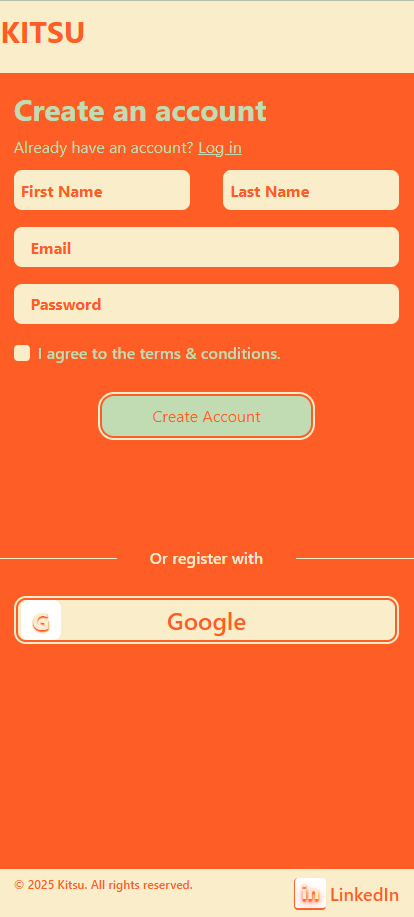 KITSU
Create an account
Already have an account? Log in
First Name
Last Name
Email
Password
I agree to the terms & conditions.
Create Account
Or register with
G Google
© 2025 Kitsu. All rights reserved.
in LinkedIn